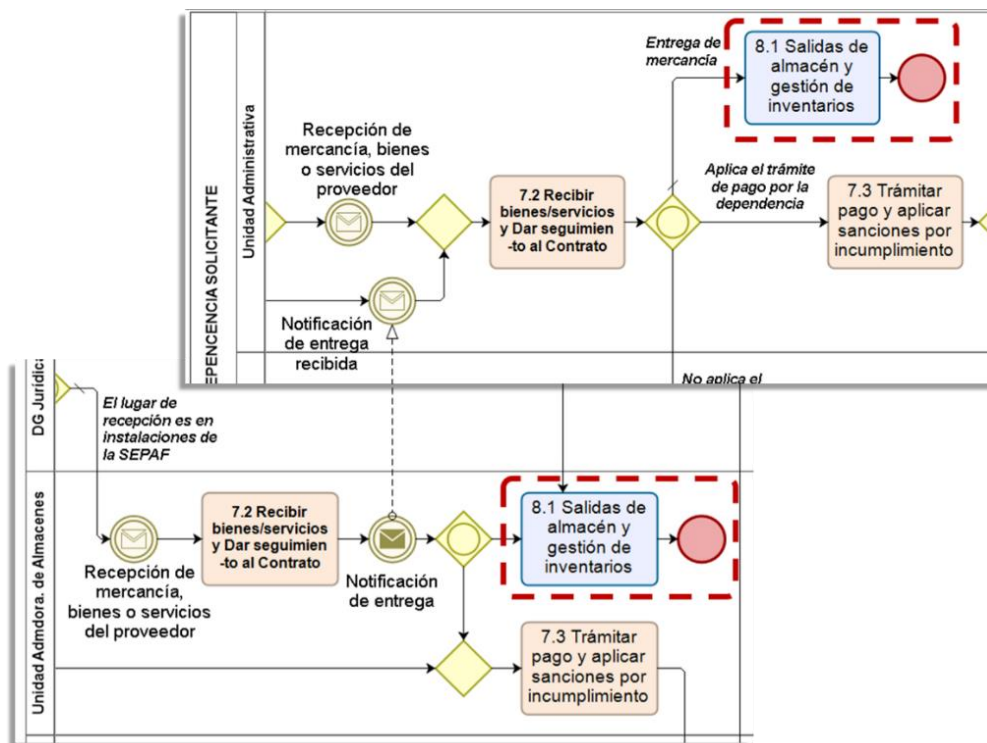 Entrega de
mercancía
8.1 Salidas de
almacén y
gestión de
inventarios
Recepción de
mercancía, bienes
o servicios del
proveedor
Aplica el trámite
de pago por la
dependencia
7.2 Recibir
bienes/servicios
y Dar seguimien
-to al Contrato
7.3 Trámitar
pago y aplicar
sanciones por
incumplimiento
Unidad Administrativa
EPENCENCIA SOLICITANTE
Notificación
de entrega
recibida
No aplica el
DG Jurídica
El lugar de
recepción es en
instalaciones de
la SEPAF
Unidad Admdora. de Almacenes
7.2 Recibir
bienes/servicios
y Dar seguimien
-to al Contrato
8.1 Salidas de
almacén y
gestión de
inventarios
Recepción de
mercancía,
bienes o servicios
del proveedor
Notificación
de entrega
7.3 Trámitar
pago y aplicar
sanciones por
incumplimiento